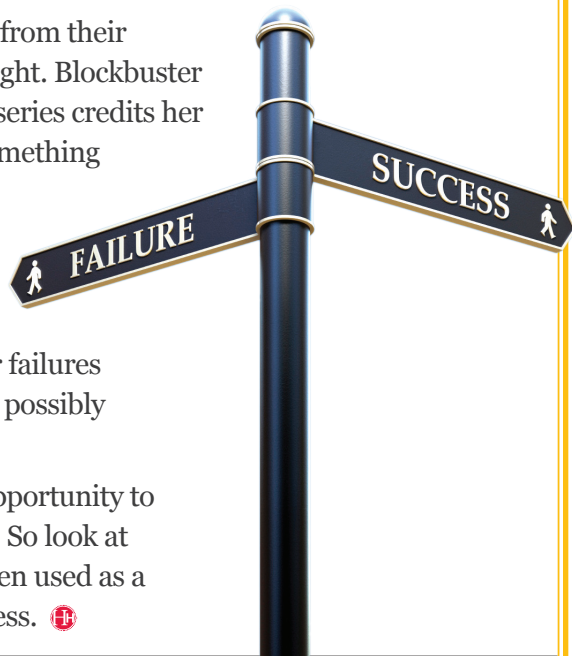 from their
ght. Blockbuster
series credits her
omething
SUCCESS
FAILURE
r failures
possibly
pportunity to
So look at
en used as a
ess.